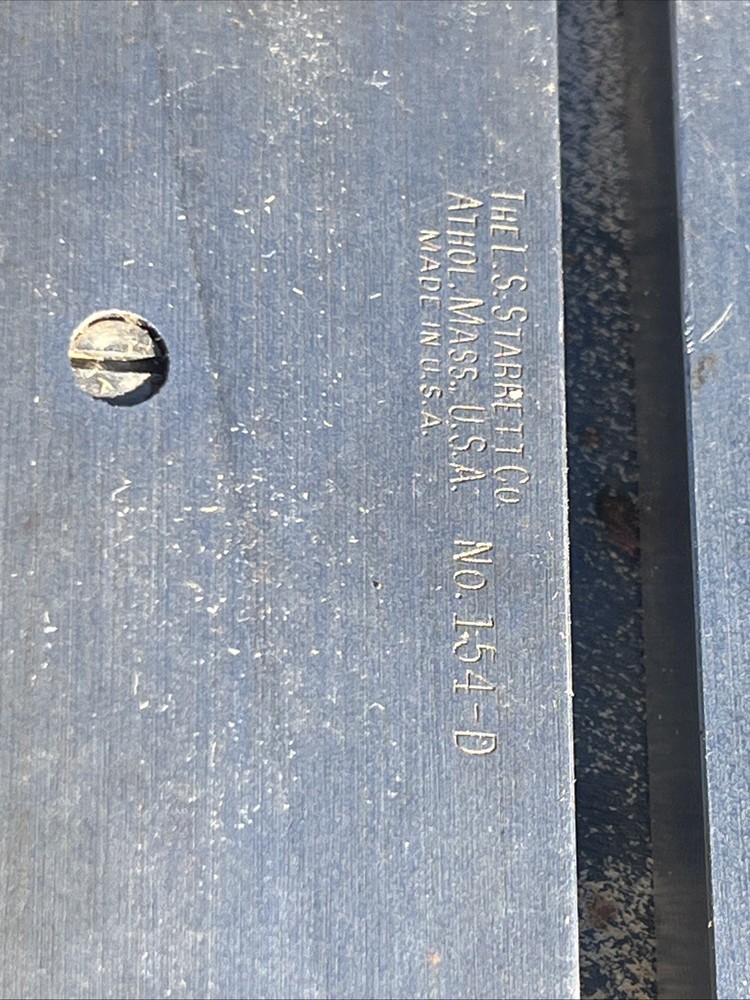 THE L.S. STARRETT CO.
ATHOL, MASS., U.S.A. No. 154-D
MADE IN U.S.A.